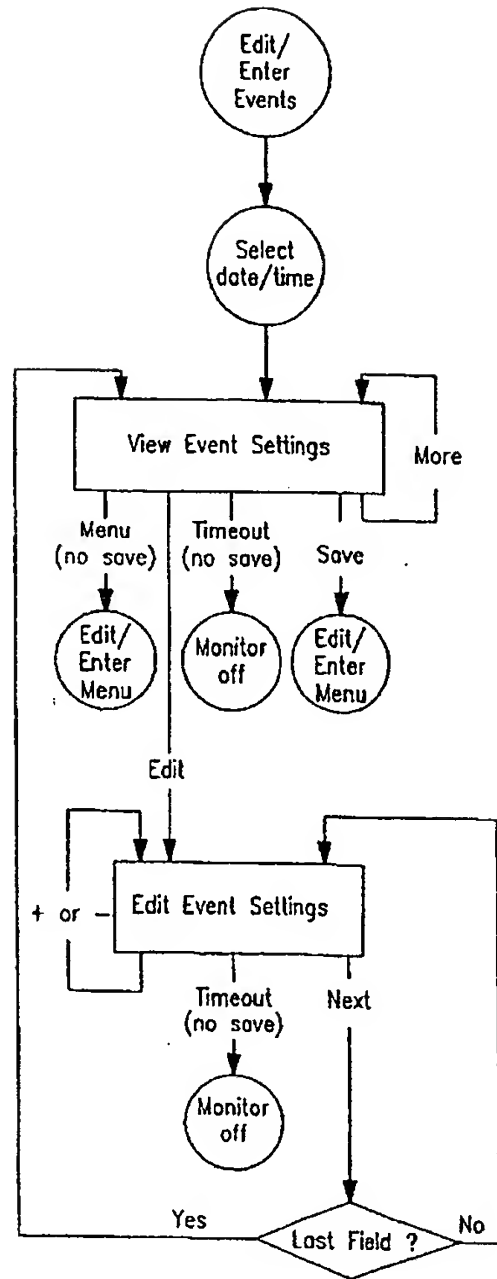 Edit/
Enter
Events
Select
date/time
View Event Settings
More
Menu
(no save)
Timeout
(no save)
Save
Edit/
Enter
Menu
Monitor
off
Edit/
Enter
Menu
Edit
+ or -
Edit Event Settings
Timeout
(no save)
Next
Monitor
off
Yes
Last Field ?
No